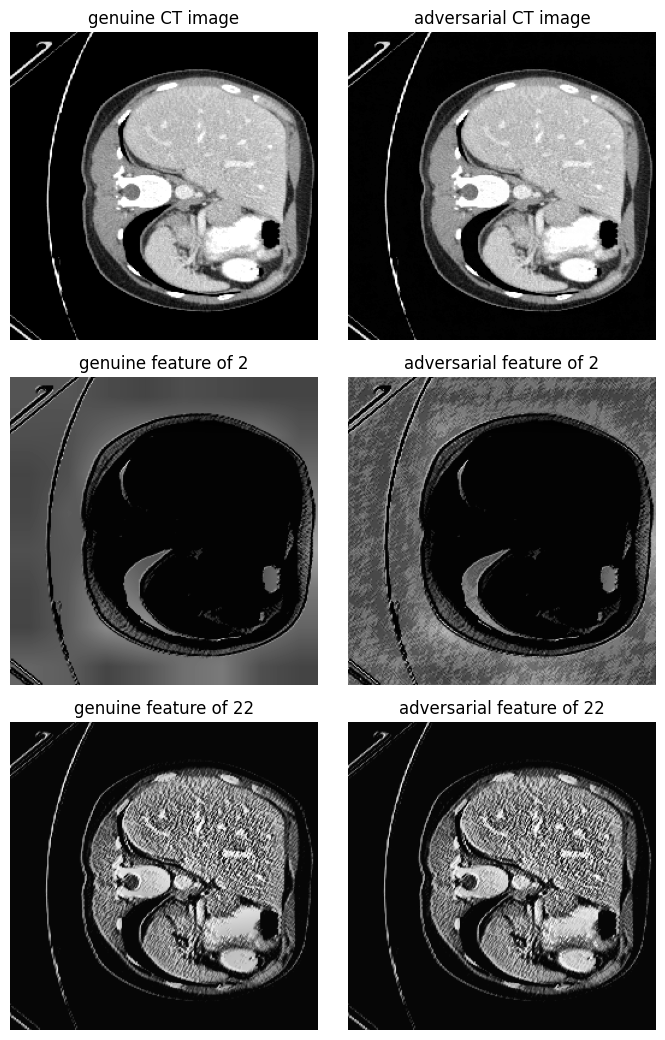 genuine CT image
adversarial CT image
genuine feature of 2
adversarial feature of 2
genuine feature of 22
adversarial feature of 22